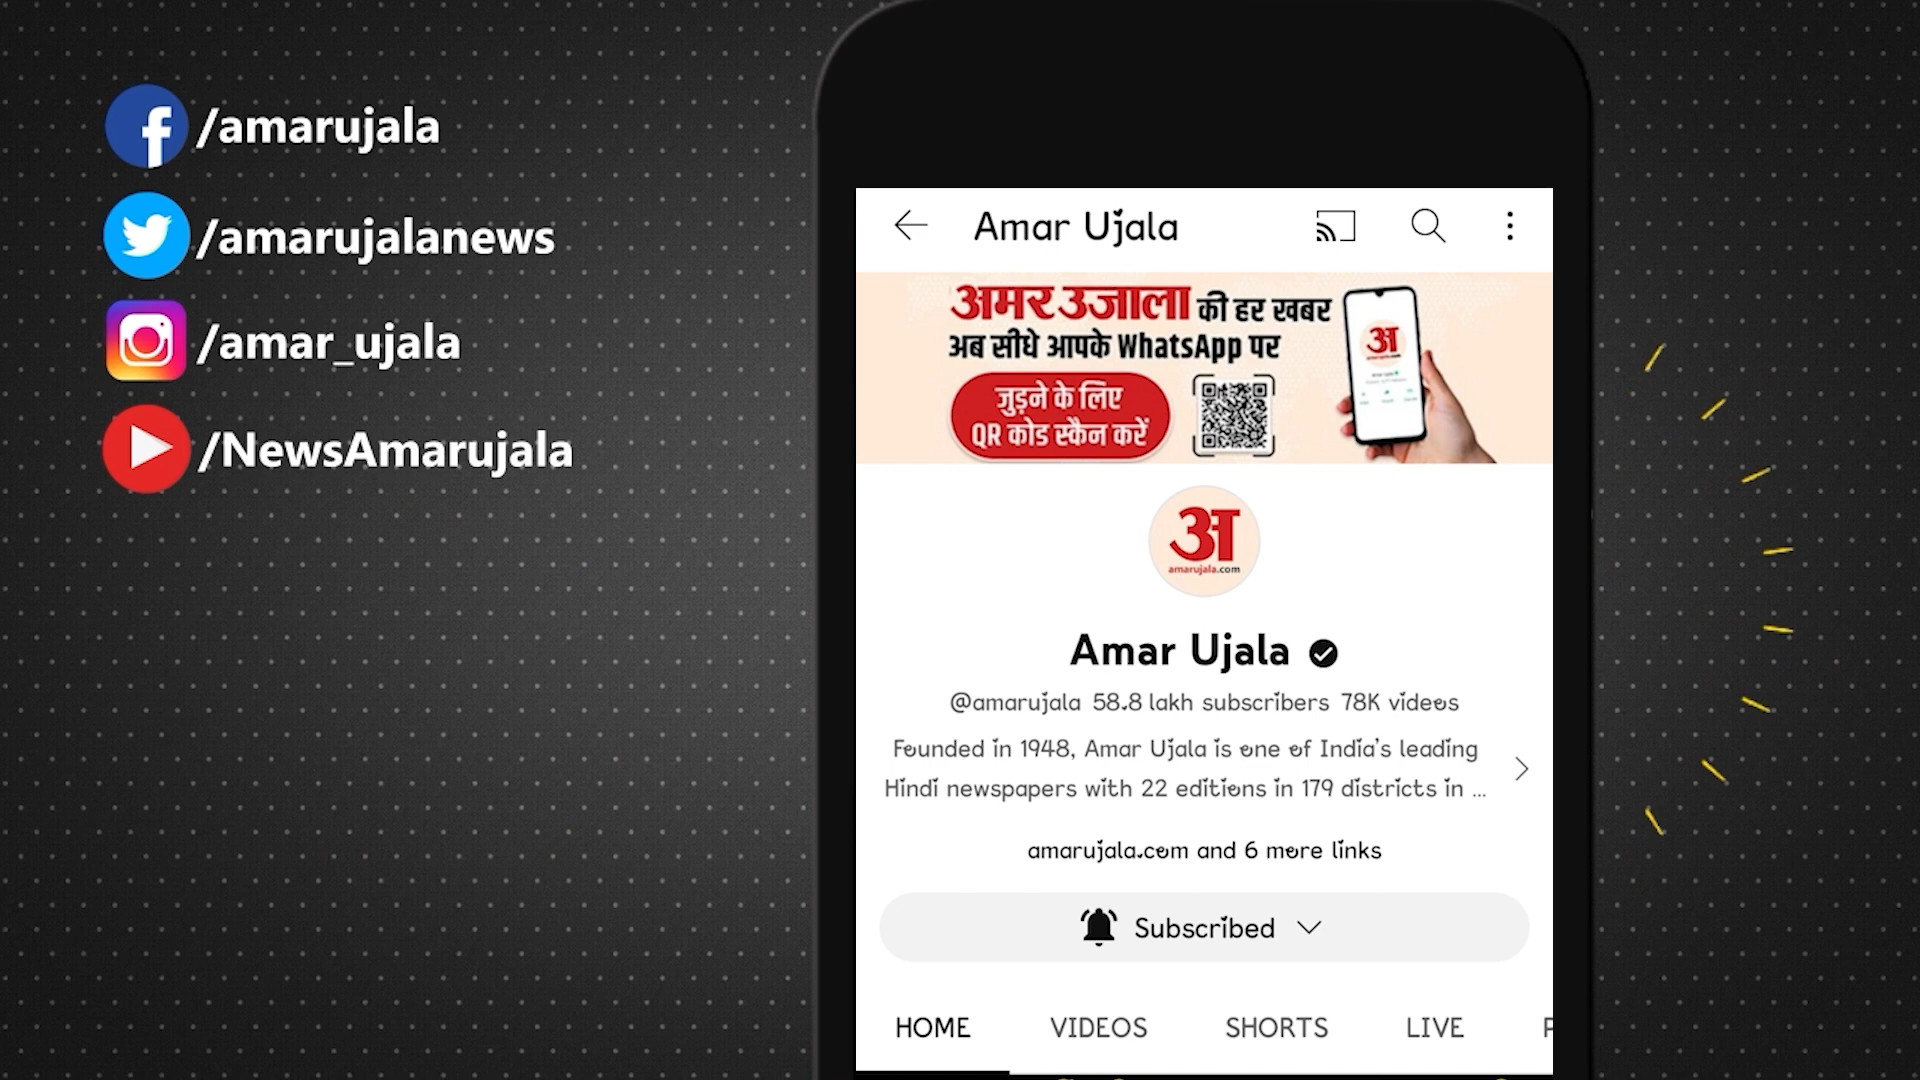 /amarujala
/amarujalanews
/amar_ujala
/NewsAmarujala
Amar Ujala
अमर उजाला की हर खबर
अब सीधे आपके WhatsApp पर
जुड़ने के लिए
QR कोड स्कैन करें
अ
अ
amarujala.com
Amar Ujala
@amarujala 58.8 lakh subscribers 78K videos
Founded in 1948, Amar Ujala is one of India's leading
Hindi newspapers with 22 editions in 179 districts in ...
amarujala.com and 6 more links
Subscribed
HOME VIDEOS SHORTS LIVE